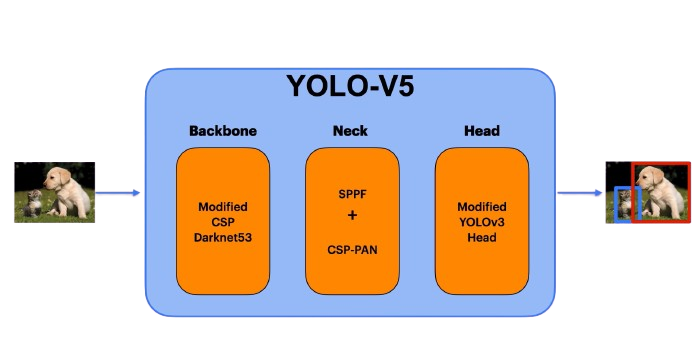 YOLO-V5
Backbone
Neck
Head
Modified
CSP
Darknet53
SPPF
+
CSP-PAN
Modified
YOLOv3
Head